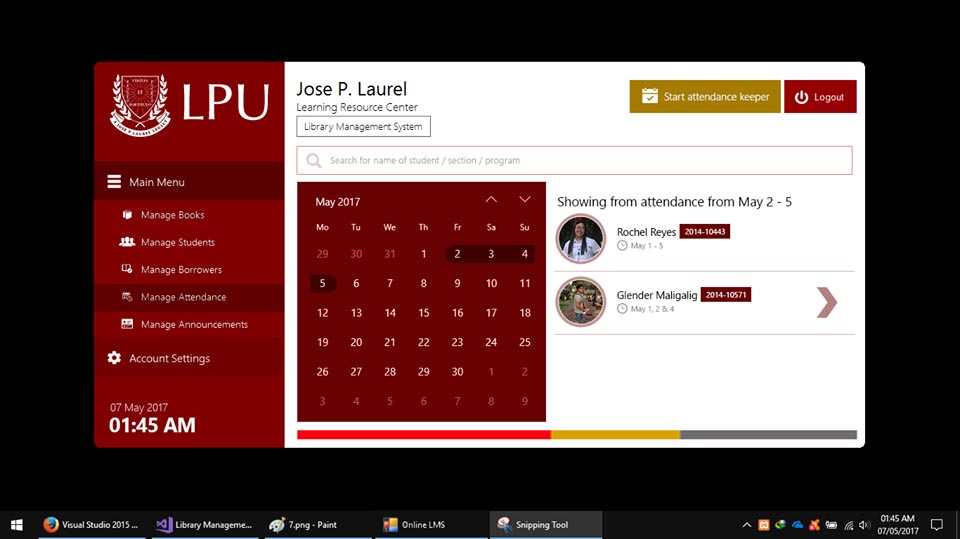 LPU
Main Menu
Manage Books
Manage Students
Manage Borrowers
Manage Attendance
Manage Announcements
Account Settings
07 May 2017
01:45 AM
Jose P. Laurel
Learning Resource Center
Library Management System
Start attendance keeper
Logout
Search for name of student / section / program
May 2017
Mo Tu We Th Fr Sa Su
29 30 31 1 2 3 4
5 6 7 8 9 10 11
12 13 14 15 16 17 18
19 20 21 22 23 24 25
26 27 28 29 30 1 2
3 4 5 6 7 8 9
Showing from attendance from May 2 - 5
Rochel Reyes 2014-10443
May 1 - 5
Glender Maligalig 2014-10571
May 1, 2 & 4
Visual Studio 2015 ...
Library Manageme...
7.png - Paint
Online LMS
Snipping Tool
01:45 AM
07/05/2017